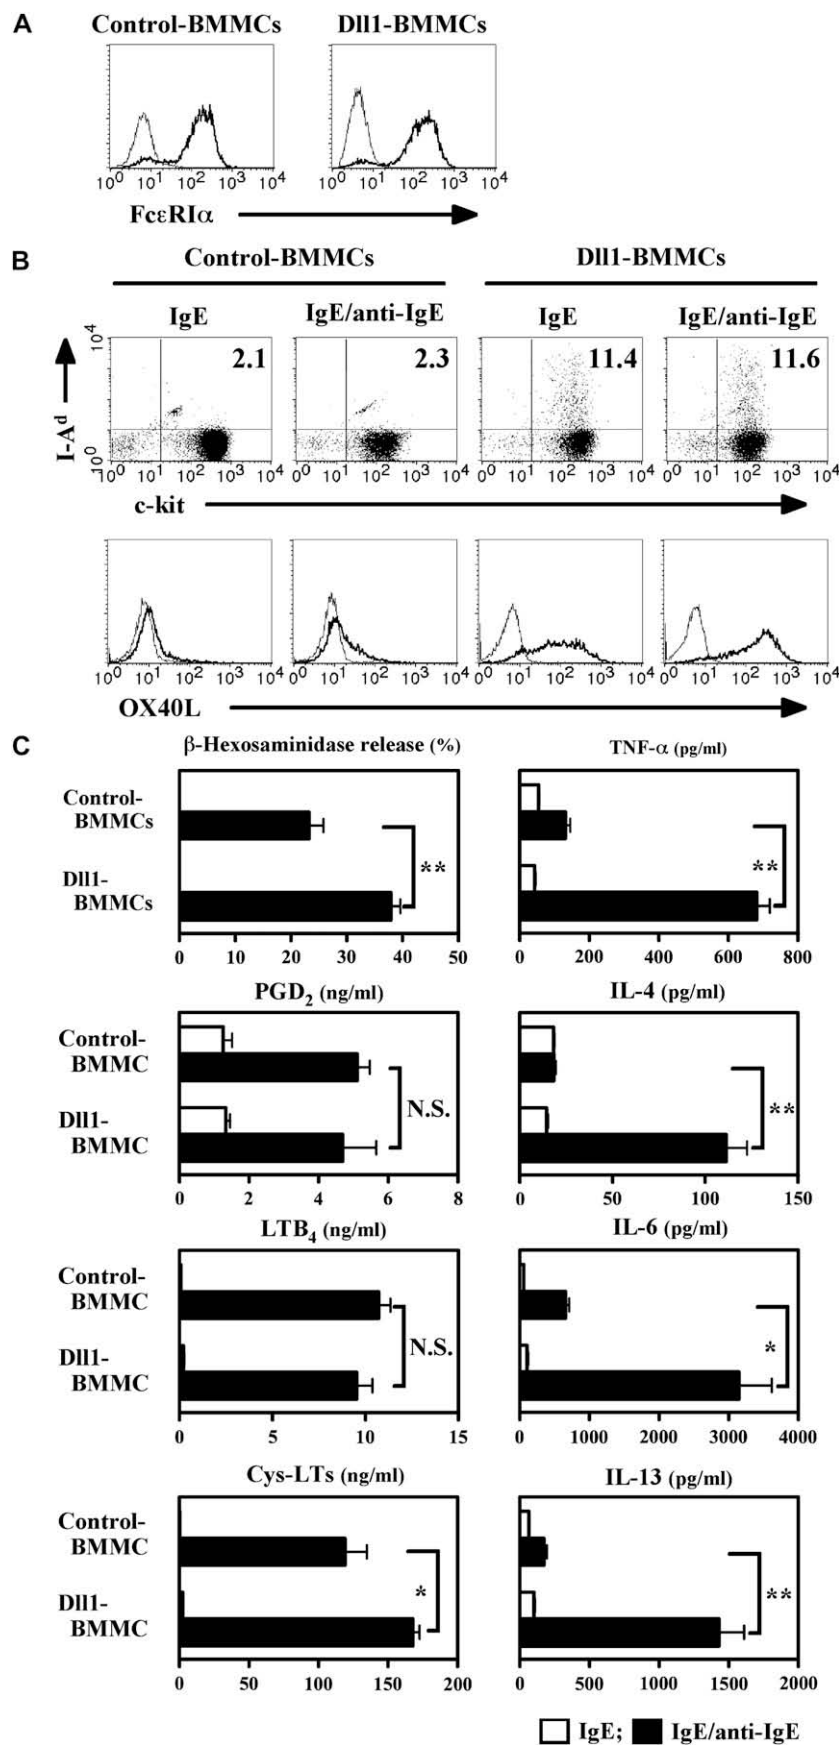 A
Control-BMMCs Dll1-BMMCs
10^0 10^1 10^2 10^3 10^4 10^0 10^1 10^2 10^3 10^4
FcεRIα
B
Control-BMMCs Dll1-BMMCs
IgE IgE/anti-IgE IgE IgE/anti-IgE
10^4
2.1 2.3 11.4 11.6
I-A^d
10^0
10^0 10^1 10^2 10^3 10^4 10^0 10^1 10^2 10^3 10^4 10^0 10^1 10^2 10^3 10^4 10^0 10^1 10^2 10^3 10^4
c-kit
10^0 10^1 10^2 10^3 10^4 10^0 10^1 10^2 10^3 10^4 10^0 10^1 10^2 10^3 10^4 10^0 10^1 10^2 10^3 10^4
OX40L
C
β-Hexosaminidase release (%) TNF-α (pg/ml)
Control-
BMMCs
** **
Dll1-
BMMCs
0 10 20 30 40 50 0 200 400 600 800
PGD₂ (ng/ml) IL-4 (pg/ml)
Control-
BMMC
N.S. **
Dll1-
BMMC
0 2 4 6 8 0 50 100 150
LTB₄ (ng/ml) IL-6 (pg/ml)
Control-
BMMC
N.S. *
Dll1-
BMMC
0 5 10 15 0 1000 2000 3000 4000
Cys-LTs (ng/ml) IL-13 (pg/ml)
Control-
BMMC
* **
Dll1-
BMMC
0 50 100 150 200 0 500 1000 1500 2000
IgE; IgE/anti-IgE